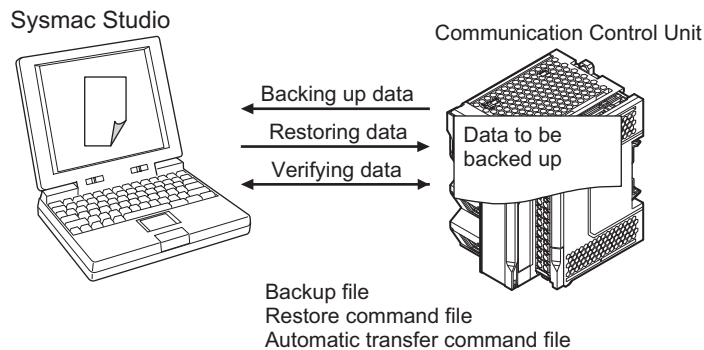 Sysmac Studio
Communication Control Unit
Backing up data
Restoring data
Verifying data
Data to be
backed up
Backup file
Restore command file
Automatic transfer command file